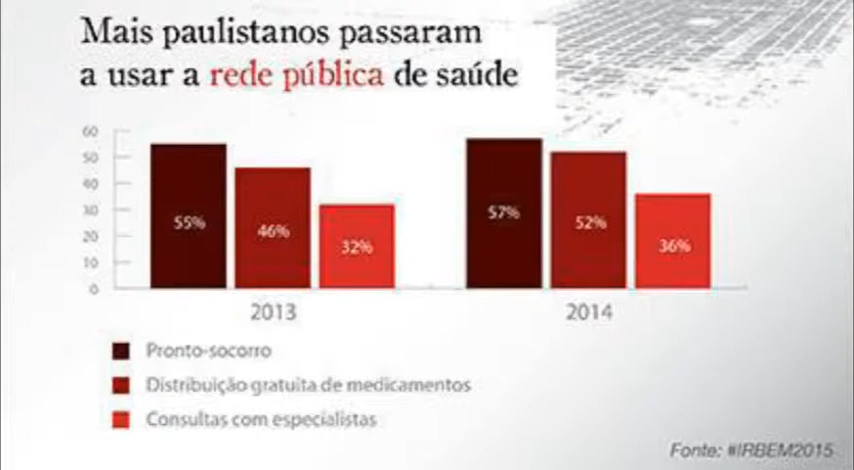 Mais paulistanos passaram
a usar a rede pública de saúde
60
50
40
30
20
10
0
55%
46%
32%
57%
52%
36%
2013
2014
Pronto-socorro
Distribuição gratuita de medicamentos
Consultas com especialistas
Fonte: #IRBEM2015